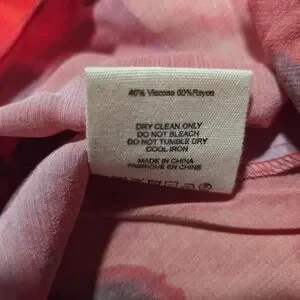 40% Viscose 60%Rayon
DRY CLEAN ONLY
DO NOT BLEACH
DO NOT TUMBLE DRY
COOL IRON
MADE IN CHINA
FABRIQUE EN CHINE